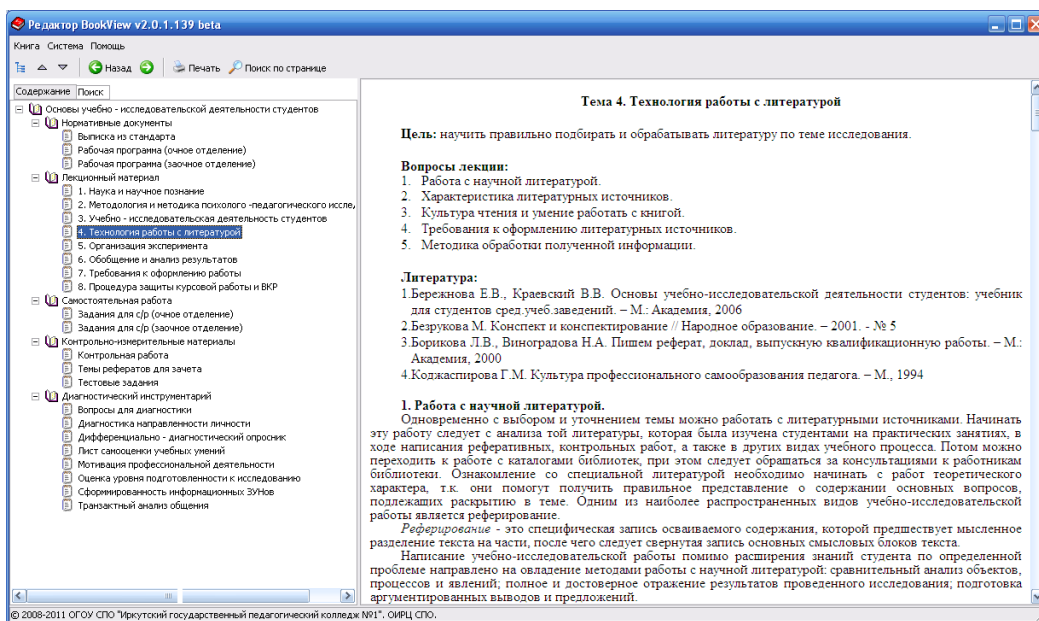 Редактор BookView v2.0.1.139 beta
Книга Система Помощь
Назад Печать Поиск по странице
Содержание Поиск
Основы учебно - исследовательской деятельности студентов
Нормативные документы
Выписка из стандарта
Рабочая программа (очное отделение)
Рабочая программа (заочное отделение)
Лекционный материал
1. Наука и научное познание
2. Методология и методика психолого -педагогического иссле,
3. Учебно - исследовательская деятельность студентов
4. Технология работы с литературой
5. Организация эксперимента
6. Обобщение и анализ результатов
7. Требования к оформлению работы
8. Процедура защиты курсовой работы и ВКР
Самостоятельная работа
Задания для с/р (очное отделение)
Задания для с/р (заочное отделение)
Контрольно-измерительные материалы
Контрольная работа
Темы рефератов для зачета
Тестовые задания
Диагностический инструментарий
Вопросы для диагностики
Диагностика направленности личности
Дифференциально - диагностический опросник
Лист самооценки учебных умений
Мотивация профессиональной деятельности
Оценка уровня подготовленности к исследованию
Сформированность информационных ЗУНов
Транзактный анализ общения
Тема 4. Технология работы с литературой
Цель: научить правильно подбирать и обрабатывать литературу по теме исследования.
Вопросы лекции:
1. Работа с научной литературой.
2. Характеристика литературных источников.
3. Культура чтения и умение работать с книгой.
4. Требования к оформлению литературных источников.
5. Методика обработки полученной информации.
Литература:
1.Бережнова Е.В., Краевский В.В. Основы учебно-исследовательской деятельности студентов: учебник
для студентов сред.учеб.заведений. – М.: Академия, 2006
2.Безрукова М. Конспект и конспектирование // Народное образование. – 2001. - № 5
3.Борикова Л.В., Виноградова Н.А. Пишем реферат, доклад, выпускную квалификационную работы. – М.:
Академия, 2000
4.Коджаспирова Г.М. Культура профессионального самообразования педагога. – М., 1994
1. Работа с научной литературой.
Одновременно с выбором и уточнением темы можно работать с литературными источниками. Начинать
эту работу следует с анализа той литературы, которая была изучена студентами на практических занятиях, в
ходе написания реферативных, контрольных работ, а также в других видах учебного процесса. Потом можно
переходить к работе с каталогами библиотек, при этом следует обращаться за консультациями к работникам
библиотеки. Ознакомление со специальной литературой необходимо начинать с работ теоретического
характера, т.к. они помогут получить правильное представление о содержании основных вопросов,
подлежащих раскрытию в теме. Одним из наиболее распространенных видов учебно-исследовательской
работы является реферирование.
Реферирование - это специфическая запись осваиваемого содержания, которой предшествует мысленное
разделение текста на части, после чего следует свернутая запись основных смысловых блоков текста.
Написание учебно-исследовательской работы помимо расширения знаний студента по определенной
проблеме направлено на овладение методами работы с научной литературой: сравнительный анализ объектов,
процессов и явлений; полное и достоверное отражение результатов проведенного исследования; подготовка
аргументированных выводов и предложений.
© 2008-2011 ОГОУ СПО "Иркутский государственный педагогический колледж №1". ОИРЦ СПО.